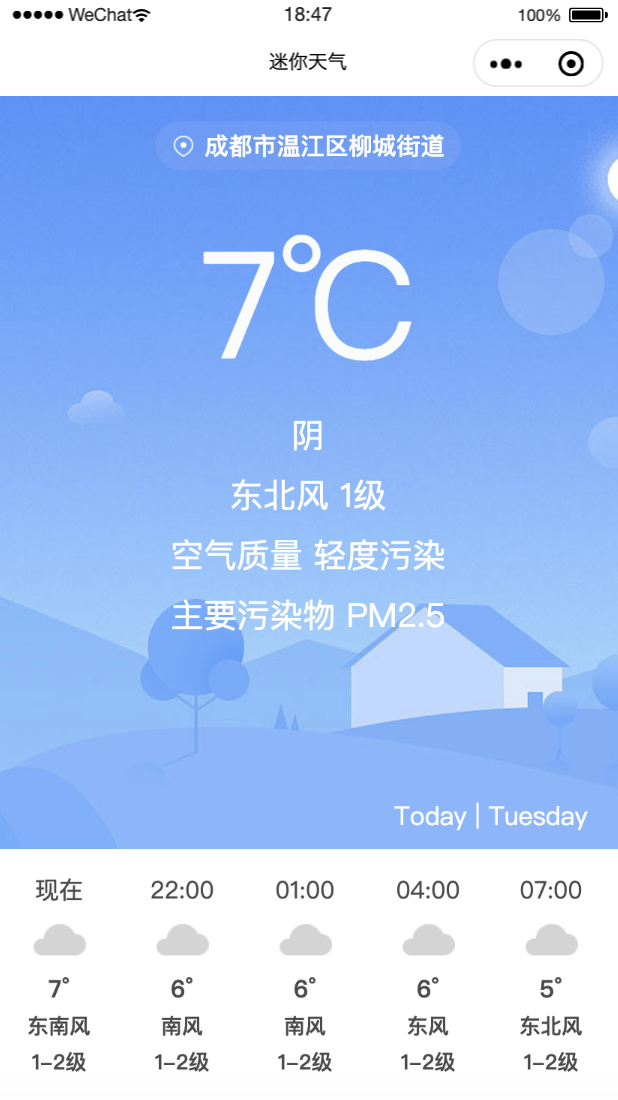 WeChat 18:47 100%
迷你天气
成都市温江区柳城街道
7℃
阴
东北风 1级
空气质量 轻度污染
主要污染物 PM2.5
Today | Tuesday
现在 22:00 01:00 04:00 07:00
7° 6° 6° 6° 5°
东南风 南风 南风 东风 东北风
1-2级 1-2级 1-2级 1-2级 1-2级